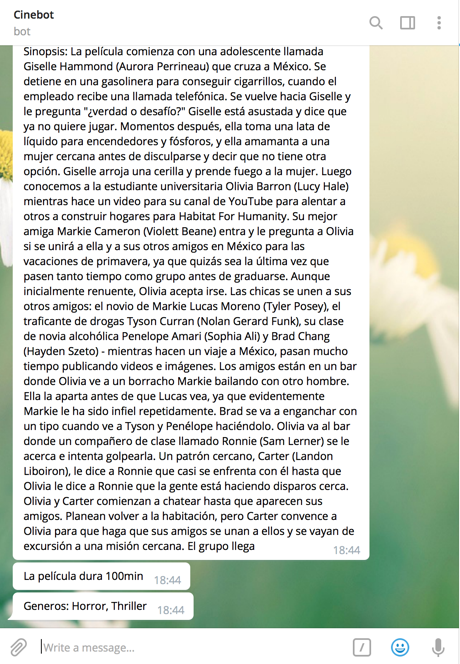 Cinebot
bot
Sinopsis: La película comienza con una adolescente llamada
Giselle Hammond (Aurora Perrineau) que cruza a México. Se
detiene en una gasolinera para conseguir cigarrillos, cuando el
empleado recibe una llamada telefónica. Se vuelve hacia Giselle y
le pregunta "¿verdad o desafío?" Giselle está asustada y dice que
ya no quiere jugar. Momentos después, ella toma una lata de
líquido para encendedores y fósforos, y ella amamanta a una
mujer cercana antes de disculparse y decir que no tiene otra
opción. Giselle arroja una cerilla y prende fuego a la mujer. Luego
conocemos a la estudiante universitaria Olivia Barron (Lucy Hale)
mientras hace un video para su canal de YouTube para alentar a
otros a construir hogares para Habitat For Humanity. Su mejor
amiga Markie Cameron (Violett Beane) entra y le pregunta a Olivia
si se unirá a ella y a sus otros amigos en México para las
vacaciones de primavera, ya que quizás sea la última vez que
pasen tanto tiempo como grupo antes de graduarse. Aunque
inicialmente renuente, Olivia acepta irse. Las chicas se unen a sus
otros amigos: el novio de Markie Lucas Moreno (Tyler Posey), el
traficante de drogas Tyson Curran (Nolan Gerard Funk), su clase
de novia alcohólica Penelope Amari (Sophia Ali) y Brad Chang
(Hayden Szeto) - mientras hacen un viaje a México, pasan mucho
tiempo publicando videos e imágenes. Los amigos están en un bar
donde Olivia ve a un borracho Markie bailando con otro hombre.
Ella la aparta antes de que Lucas vea, ya que evidentemente
Markie le ha sido infiel repetidamente. Brad se va a enganchar con
un tipo cuando ve a Tyson y Penélope haciéndolo. Olivia va al bar
donde un compañero de clase llamado Ronnie (Sam Lerner) se le
acerca e intenta golpearla. Un patrón cercano, Carter (Landon
Liboiron), le dice a Ronnie que casi se enfrenta con él hasta que
Olivia le dice a Ronnie que la gente está haciendo disparos cerca.
Olivia y Carter comienzan a chatear hasta que aparecen sus
amigos. Planean volver a la habitación, pero Carter convence a
Olivia para que haga que sus amigos se unan a ellos y se vayan de
excursión a una misión cercana. El grupo llega
18:44
La película dura 100min 18:44
Generos: Horror, Thriller 18:44
Write a message...